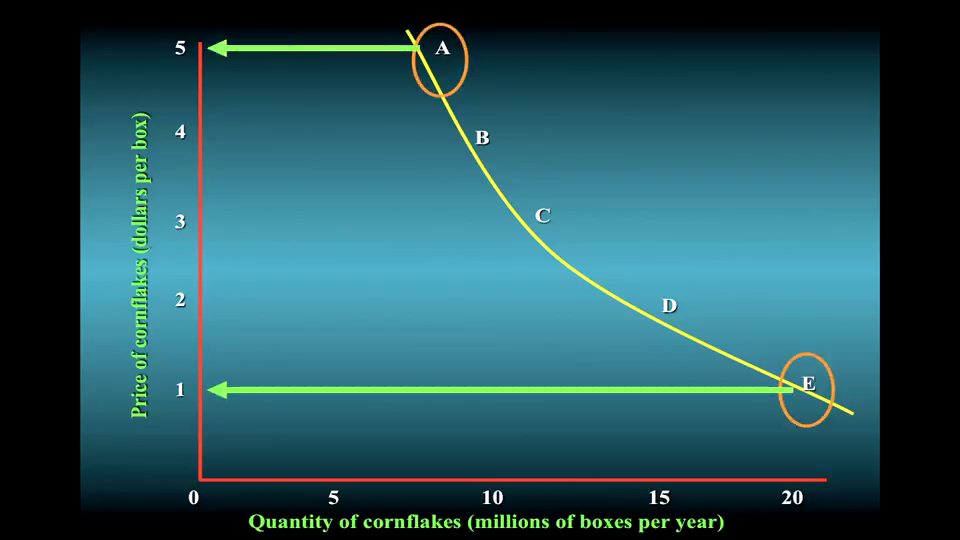 5
A
4
B
3
C
2
D
1
E
Price of cornflakes (dollars per box)
0 5 10 15 20
Quantity of cornflakes (millions of boxes per year)